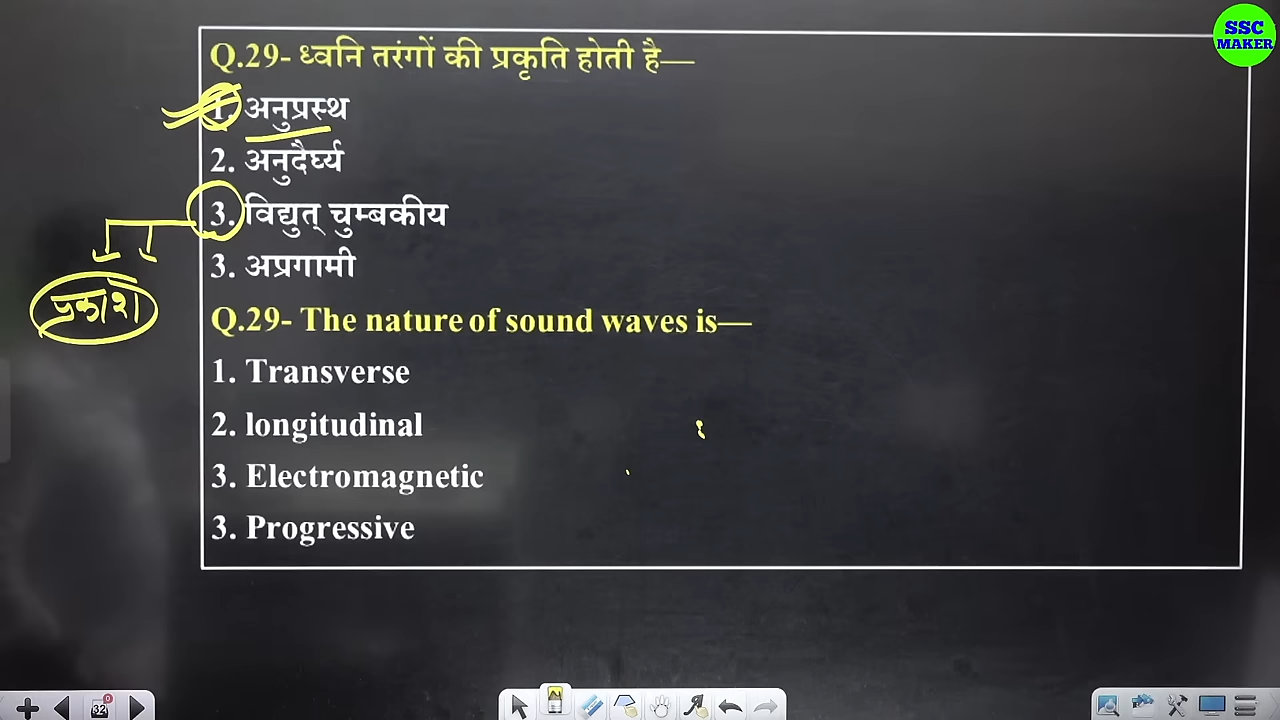 SSC
MAKER
Q.29- ध्वनि तरंगों की प्रकृति होती है—
1. अनुप्रस्थ
2. अनुदैर्घ्य
3. विद्युत् चुम्बकीय
3. अप्रगामी
प्रकाश
Q.29- The nature of sound waves is—
1. Transverse
2. longitudinal
3. Electromagnetic
3. Progressive
32
0